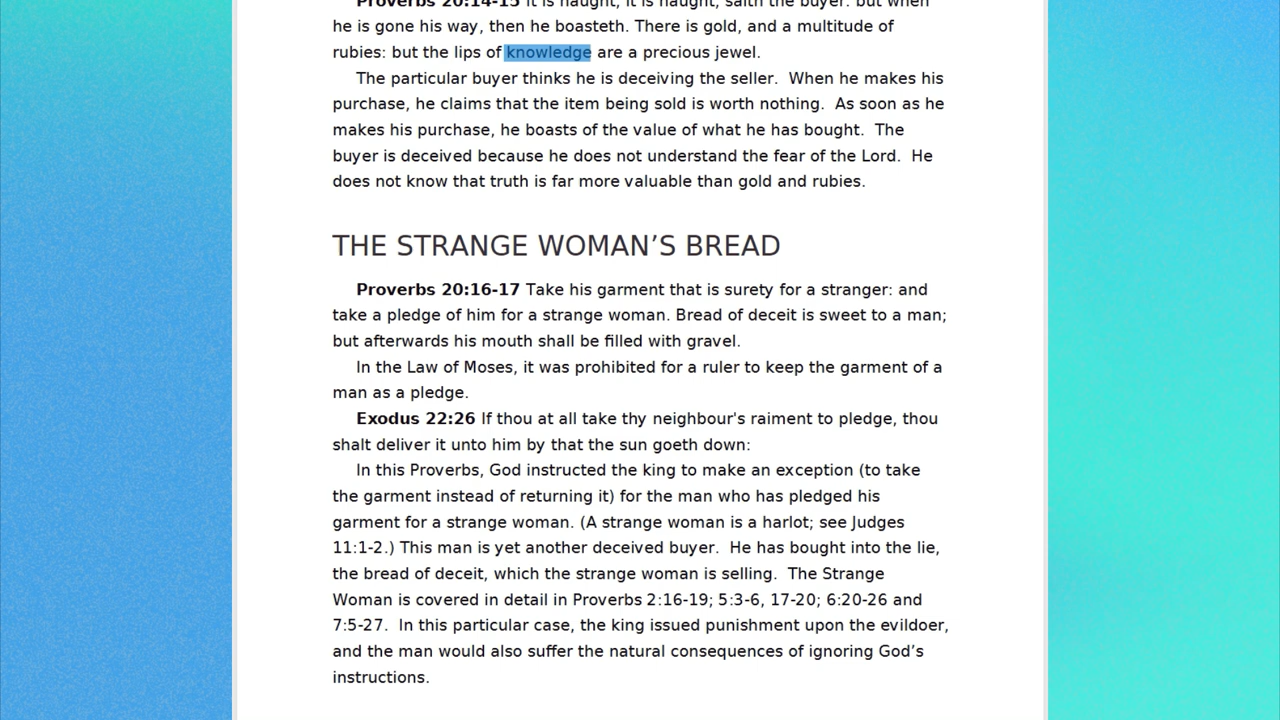 Proverbs 20:14-15 It is naught, it is naught, saith the buyer: but when
he is gone his way, then he boasteth. There is gold, and a multitude of
rubies: but the lips of knowledge are a precious jewel.
The particular buyer thinks he is deceiving the seller.  When he makes his
purchase, he claims that the item being sold is worth nothing.  As soon as he
makes his purchase, he boasts of the value of what he has bought.  The
buyer is deceived because he does not understand the fear of the Lord.  He
does not know that truth is far more valuable than gold and rubies.
THE STRANGE WOMAN’S BREAD
Proverbs 20:16-17 Take his garment that is surety for a stranger: and
take a pledge of him for a strange woman. Bread of deceit is sweet to a man;
but afterwards his mouth shall be filled with gravel.
In the Law of Moses, it was prohibited for a ruler to keep the garment of a
man as a pledge.
Exodus 22:26 If thou at all take thy neighbour's raiment to pledge, thou
shalt deliver it unto him by that the sun goeth down:
In this Proverbs, God instructed the king to make an exception (to take
the garment instead of returning it) for the man who has pledged his
garment for a strange woman. (A strange woman is a harlot; see Judges
11:1-2.) This man is yet another deceived buyer.  He has bought into the lie,
the bread of deceit, which the strange woman is selling.  The Strange
Woman is covered in detail in Proverbs 2:16-19; 5:3-6, 17-20; 6:20-26 and
7:5-27.  In this particular case, the king issued punishment upon the evildoer,
and the man would also suffer the natural consequences of ignoring God’s
instructions.